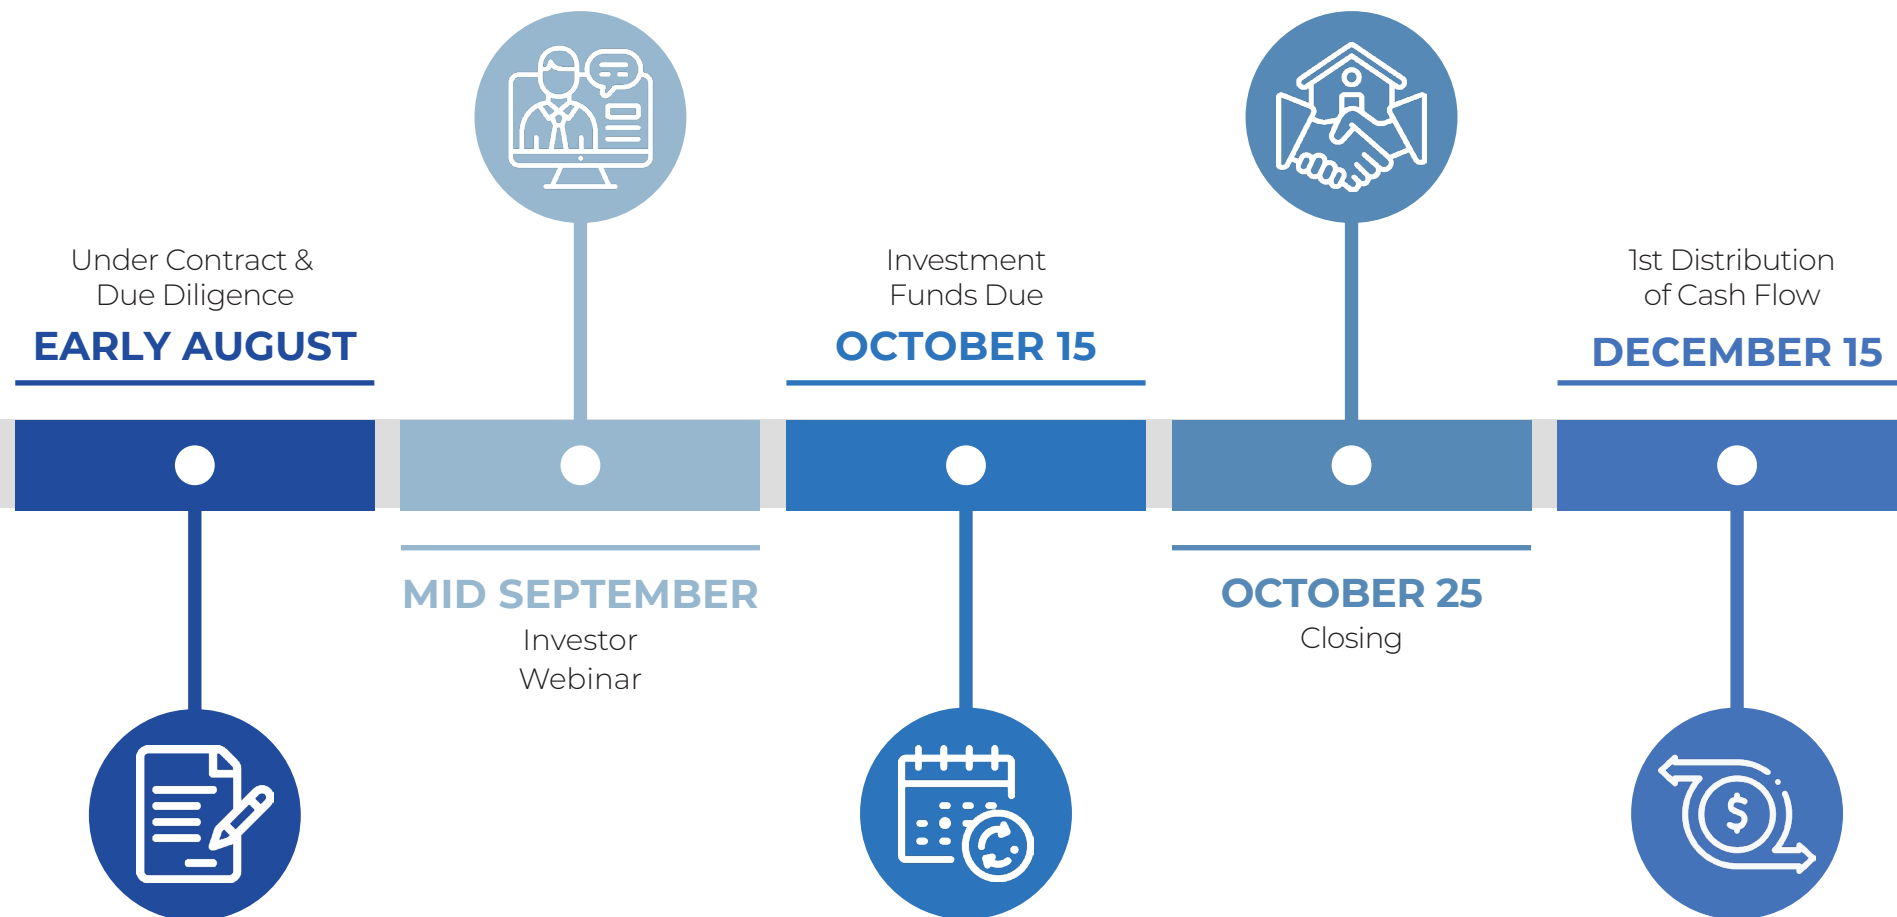 Under Contract &
Due Diligence
EARLY AUGUST
MID SEPTEMBER
Investor
Webinar
Investment
Funds Due
OCTOBER 15
OCTOBER 25
Closing
1st Distribution
of Cash Flow
DECEMBER 15
$